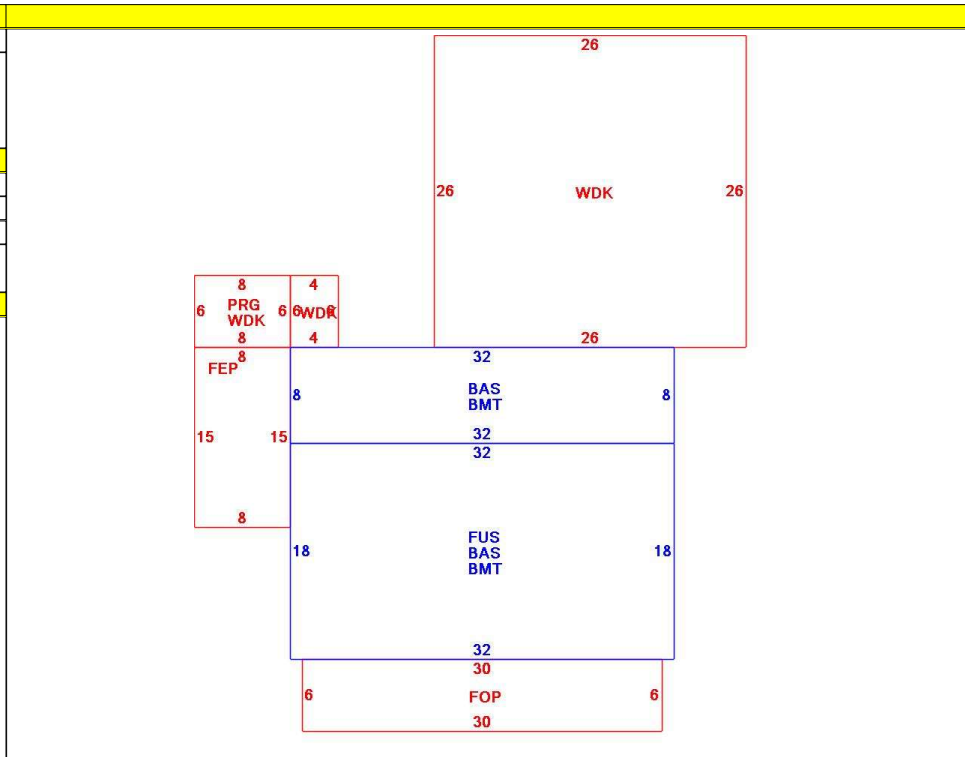 26
26 WDK 26
26
8 4
6 PRG 6 6 WDK 6
WDK
8 4
8
FEP
15 15
8
32
8 BAS 8
BMT
32
32
18 FUS 18
BAS
BMT
32
30
6 FOP 6
30